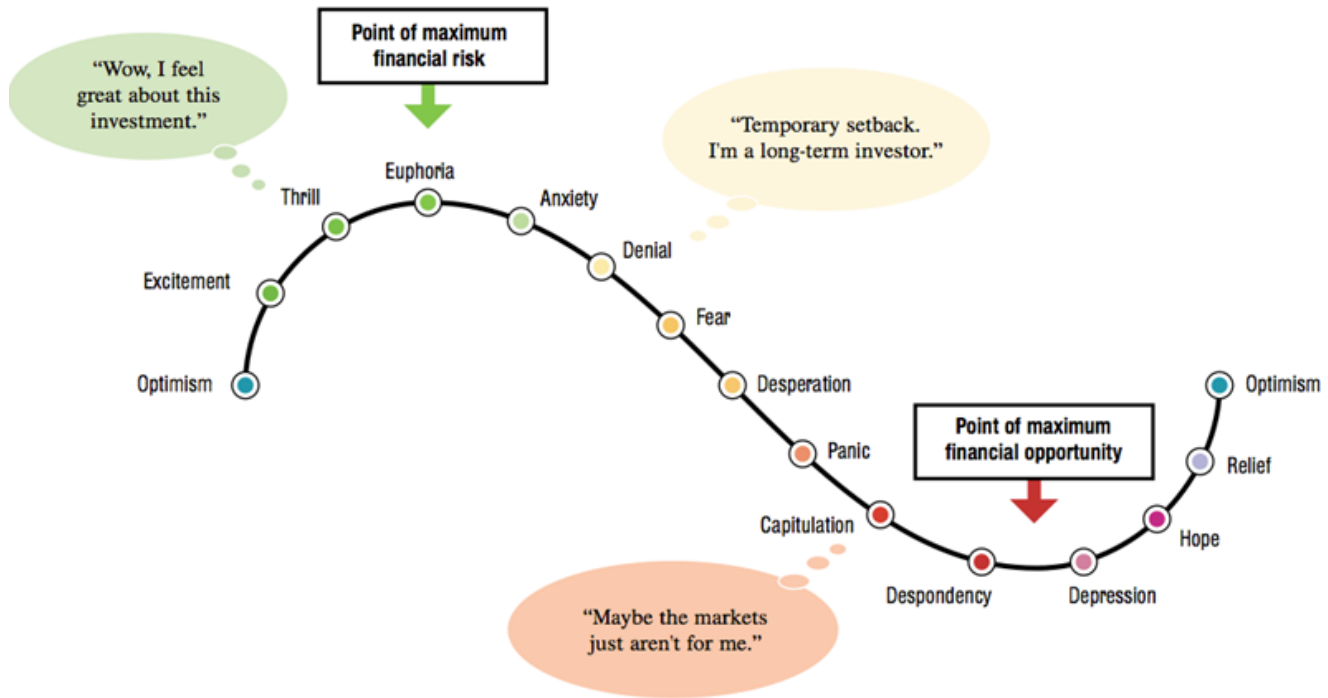 Point of maximum
financial risk
“Wow, I feel
great about this
investment.”
“Temporary setback.
I'm a long-term investor.”
Euphoria
Thrill
Anxiety
Denial
Excitement
Fear
Optimism
Desperation
Optimism
Point of maximum
financial opportunity
Panic
Relief
Capitulation
Hope
Despondency
Depression
“Maybe the markets
just aren't for me.”